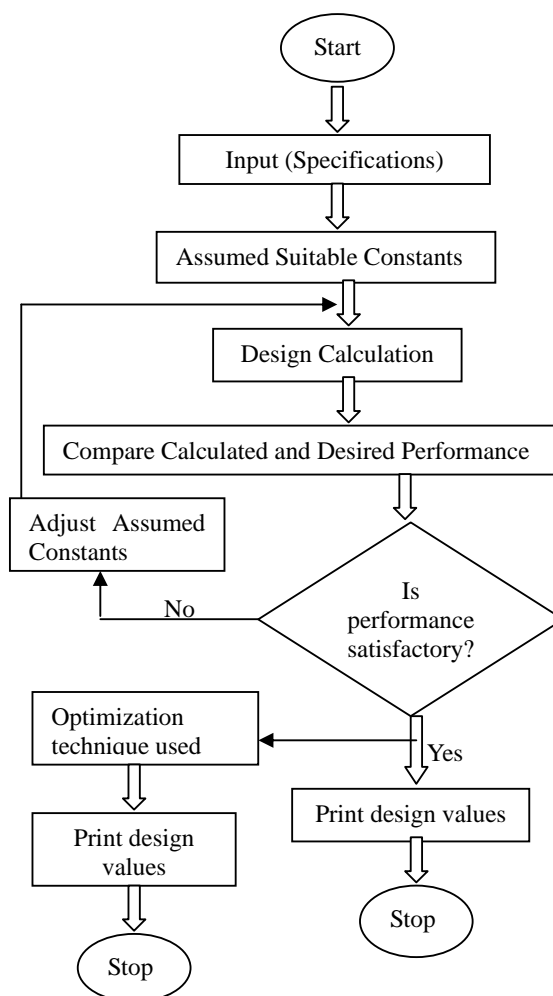 Start
Input (Specifications)
Assumed Suitable Constants
Design Calculation
Compare Calculated and Desired Performance
Adjust Assumed
Constants
No
Is
performance
satisfactory?
Yes
Optimization
technique used
Print design values
Print design
values
Stop
Stop